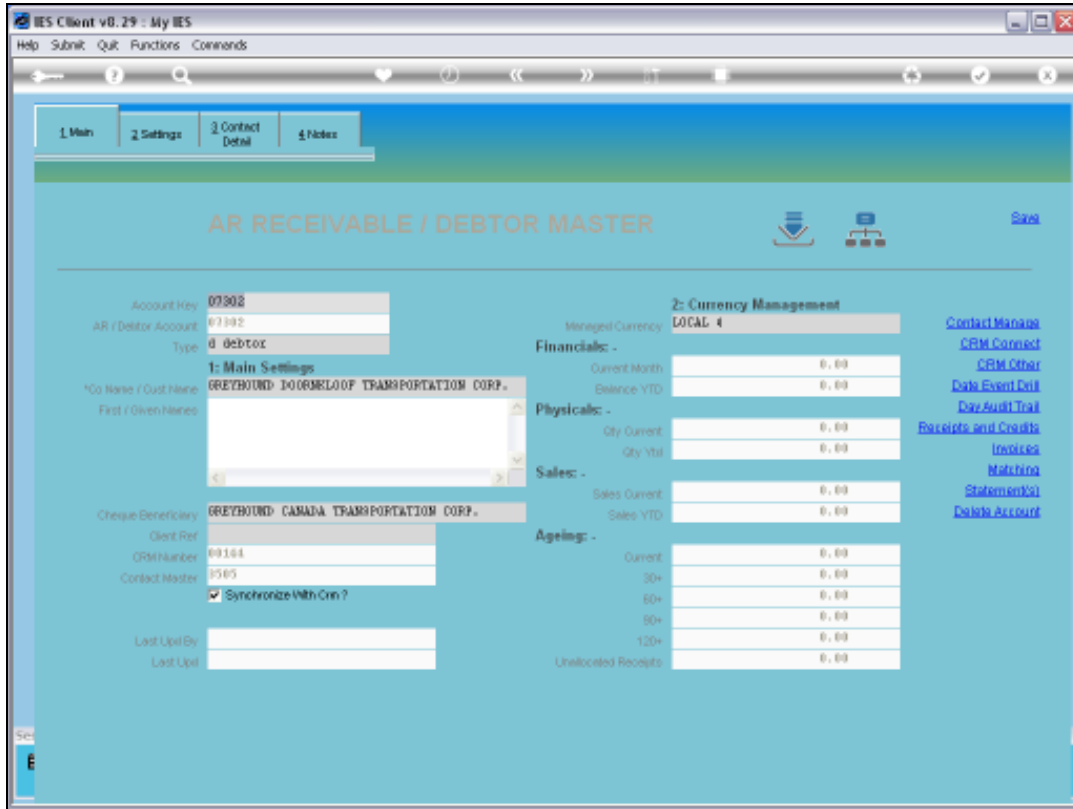 IES Client v8.29 : My IES
Help Submit Quit Functions Commands
1 Main
2 Settings
3 Contact Detail
4 Notes
AR RECEIVABLE / DEBTOR MASTER
Save
Account Key 07302
AR / Debtor Account 07302
Type d debtor
1: Main Settings
*Co Name / Cust Name GREYHOUND DOORNKLOOF TRANSPORTATION CORP.
First / Given Names
Cheque Beneficiary GREYHOUND CANADA TRANSPORTATION CORP.
Client Ref
CRM Number 00144
Contact Master 3505
Synchronize With Crm ?
Last Upd By
Last Upd
2: Currency Management
Managed Currency LOCAL
Financials: -
Current Month 0.00
Balance YTD 0.00
Physicals: -
Qty Current 0.00
Qty Ytd 0.00
Sales: -
Sales Current 0.00
Sales YTD 0.00
Ageing: -
Current 0.00
30+ 0.00
60+ 0.00
90+ 0.00
120+ 0.00
Unallocated Receipts 0.00
Contact Manage
CRM Connect
CRM Other
Date Event Drill
Day Audit Trail
Receipts and Credits
Invoices
Matching
Statement(s)
Delete Account